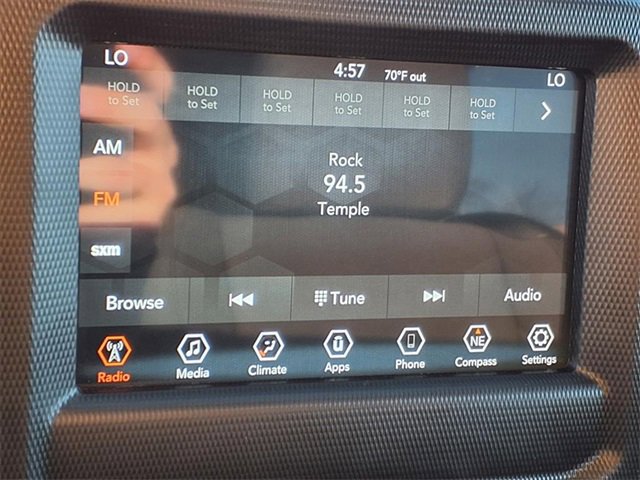 LO 4:57 70°F out LO
HOLD to Set HOLD to Set HOLD to Set HOLD to Set HOLD to Set HOLD to Set
AM
Rock
94.5
FM
Temple
sxm
Browse Tune Audio
Radio Media Climate ū Apps Phone NE Compass Settings